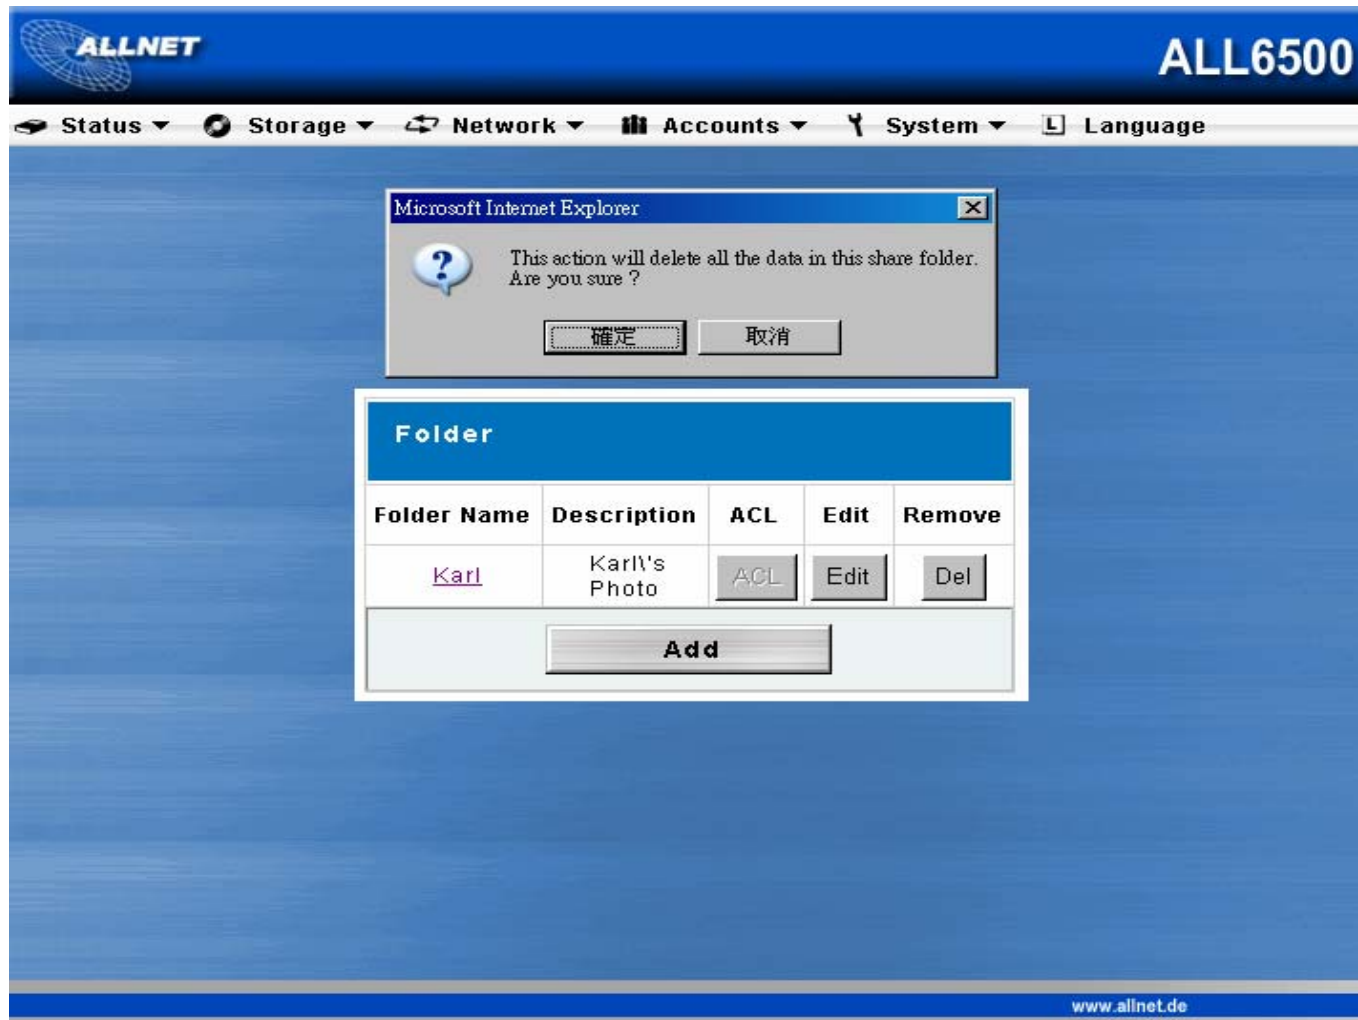 ALLNET
ALL6500
Status Storage Network Accounts System L Language
Microsoft Internet Explorer
This action will delete all the data in this share folder.
Are you sure ?
確定 取消
Folder
Folder Name Description ACL Edit Remove
Karl Karl\'s ACL Edit Del
Photo
Add
www.allnet.de